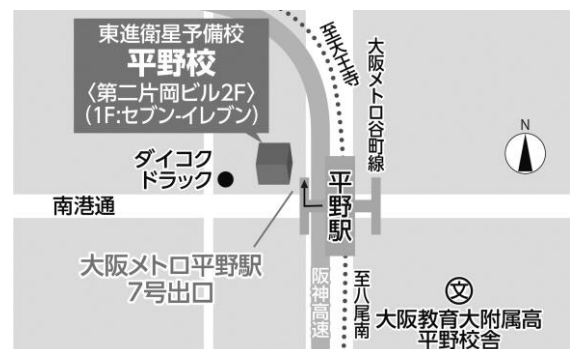 東進衛星予備校
平野校
〈第二片岡ビル2F〉
(1F:セブン-イレブン)
至天王寺
大阪メトロ谷町線
N
ダイコク
ドラック
平野駅
南港通
大阪メトロ平野駅
7号出口
阪神高速
至八尾南
文
大阪教育大附属高
平野校舎